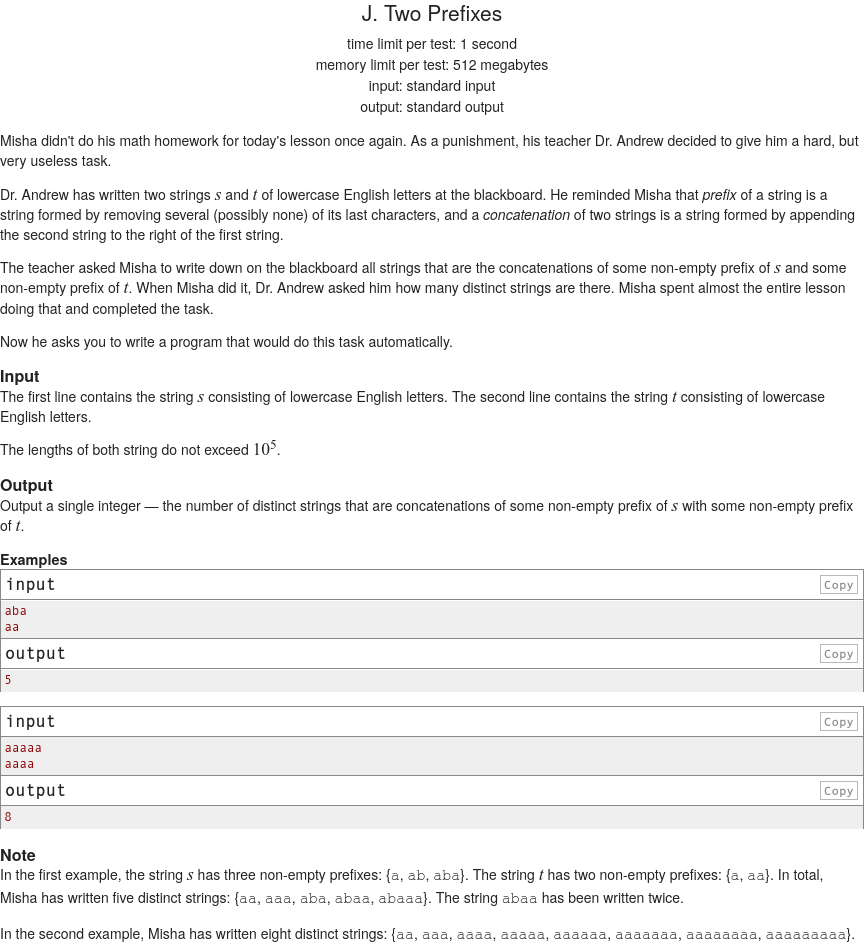 J. Two Prefixes
time limit per test: 1 second
memory limit per test: 512 megabytes
input: standard input
output: standard output
Misha didn't do his math homework for today's lesson once again. As a punishment, his teacher Dr. Andrew decided to give him a hard, but
very useless task.
Dr. Andrew has written two strings s and t of lowercase English letters at the blackboard. He reminded Misha that prefix of a string is a
string formed by removing several (possibly none) of its last characters, and a concatenation of two strings is a string formed by appending
the second string to the right of the first string.
The teacher asked Misha to write down on the blackboard all strings that are the concatenations of some non-empty prefix of s and some
non-empty prefix of t. When Misha did it, Dr. Andrew asked him how many distinct strings are there. Misha spent almost the entire lesson
doing that and completed the task.
Now he asks you to write a program that would do this task automatically.
Input
The first line contains the string s consisting of lowercase English letters. The second line contains the string t consisting of lowercase
English letters.
The lengths of both string do not exceed 10^5.
Output
Output a single integer — the number of distinct strings that are concatenations of some non-empty prefix of s with some non-empty prefix
of t.
Examples
input Copy
aba
aa
output Copy
5
input Copy
aaaaa
aaaa
output Copy
8
Note
In the first example, the string s has three non-empty prefixes: {a, ab, aba}. The string t has two non-empty prefixes: {a, aa}. In total,
Misha has written five distinct strings: {aa, aaa, aba, abaa, abaaa}. The string abaa has been written twice.
In the second example, Misha has written eight distinct strings: {aa, aaa, aaaa, aaaaa, aaaaaa, aaaaaaa, aaaaaaaa, aaaaaaaaa}.